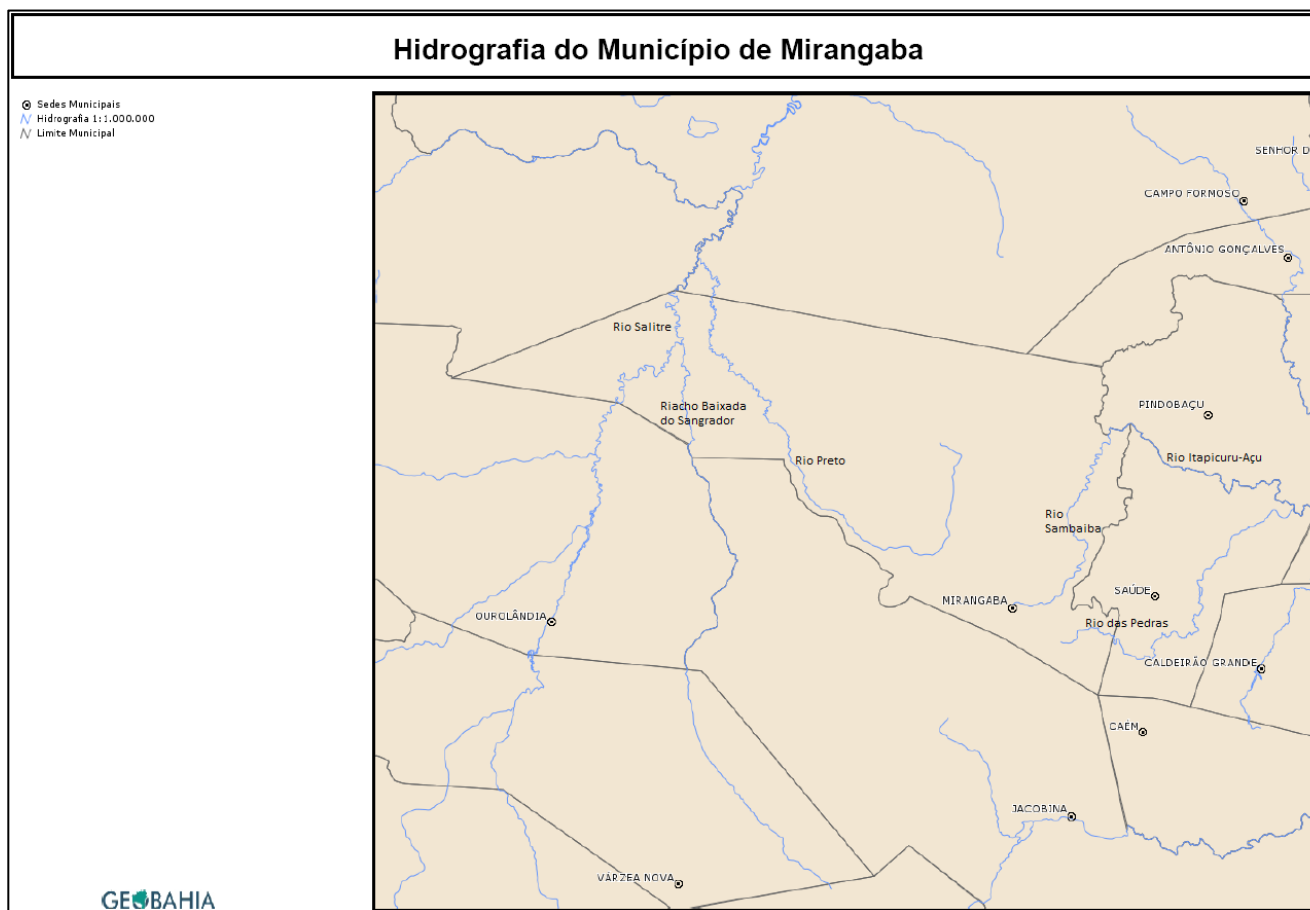 Hidrografia do Município de Mirangaba
Sedes Municipais
Hidrografia 1:1.000.000
Limite Municipal
SENHOR D
CAMPO FORMOSO
ANTÔNIO GONÇALVES
Rio Salitre
Riacho Baixada
do Sangrador
PINDOBAÇU
Rio Preto
Rio Itapicuru-Açu
Rio
Sambaiba
MIRANGABA
SAÚDE
OUROLÂNDIA
Rio das Pedras
CALDEIRÃO GRANDE
CAÉM
JACOBINA
VÁRZEA NOVA
GEOBAHIA